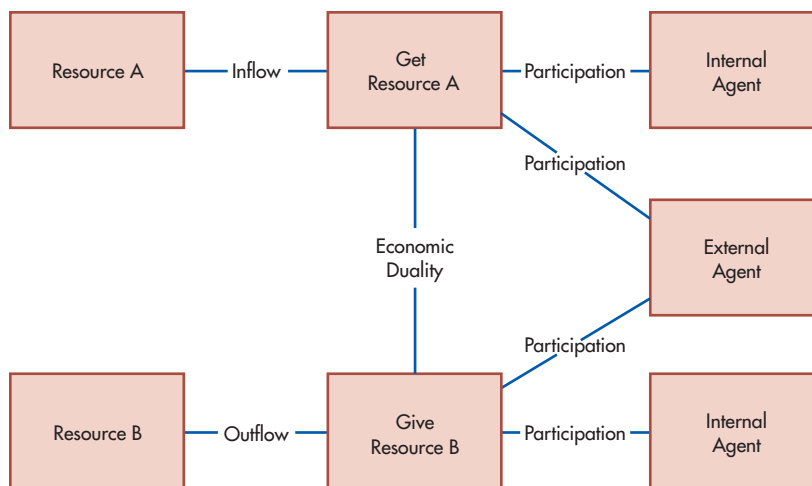 Resource A
Inflow
Get
Resource A
Participation
Internal
Agent
Participation
Economic
Duality
External
Agent
Participation
Resource B
Outflow
Give
Resource B
Participation
Internal
Agent